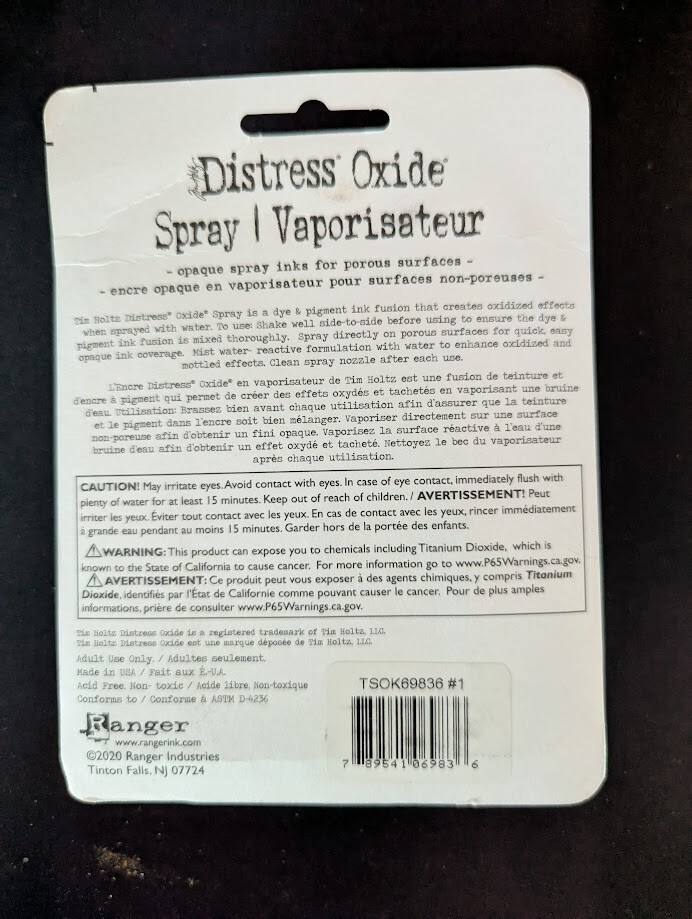 Tim Holtz
Distress® Oxide®
Spray | Vaporisateur
- opaque spray inks for porous surfaces -
- encre opaque en vaporisateur pour surfaces non-poreuses -
Tim Holtz Distress® Oxide® Spray is a dye & pigment ink fusion that creates oxidized effects
when sprayed with water. To use: Shake well side-to-side before using to ensure the dye &
pigment ink fusion is mixed thoroughly. Spray directly on porous surfaces for quick, easy
opaque ink coverage. Mist water- reactive formulation with water to enhance oxidized and
mottled effects. Clean spray nozzle after each use.
L'Encre Distress® Oxide® en vaporisateur de Tim Holtz est une fusion de teinture et
d'encre à pigment qui permet de créer des effets oxydés et tachetés en vaporisant une bruine
d'eau. Utilisation: Brassez bien avant chaque utilisation afin d'assurer que la teinture
et le pigment dans l'encre soit bien mélanger. Vaporiser directement sur une surface
non-poreuse afin d'obtenir un fini opaque. Vaporisez la surface réactive à l'eau d'une
bruine d'eau afin d'obtenir un effet oxydé et tacheté. Nettoyez le bec du vaporisateur
après chaque utilisation.
CAUTION! May irritate eyes. Avoid contact with eyes. In case of eye contact, immediately flush with
plenty of water for at least 15 minutes. Keep out of reach of children. / AVERTISSEMENT! Peut
irriter les yeux. Éviter tout contact avec les yeux. En cas de contact avec les yeux, rincer immédiatement
à grande eau pendant au moins 15 minutes. Garder hors de la portée des enfants.
⚠WARNING: This product can expose you to chemicals including Titanium Dioxide, which is
known to the State of California to cause cancer. For more information go to www.P65Warnings.ca.gov.
⚠AVERTISSEMENT: Ce produit peut vous exposer à des agents chimiques, y compris Titanium
Dioxide, identifiés par l'État de Californie comme pouvant causer le cancer. Pour de plus amples
informations, prière de consulter www.P65Warnings.ca.gov.
Tim Holtz Distress Oxide is a registered trademark of Tim Holtz, LLC.
Tim Holtz Distress Oxide est une marque déposée de Tim Holtz, LLC.
Adult Use Only. / Adultes seulement.
Made in USA / Fait aux É-U.A.
Acid Free. Non- toxic / Acide libre. Non-toxique
Conforms to / Conforme à ASTM D-4236
Ranger
www.rangerink.com
©2020 Ranger Industries
Tinton Falls, NJ 07724
TSOK69836 #1
7 89541 06983 6